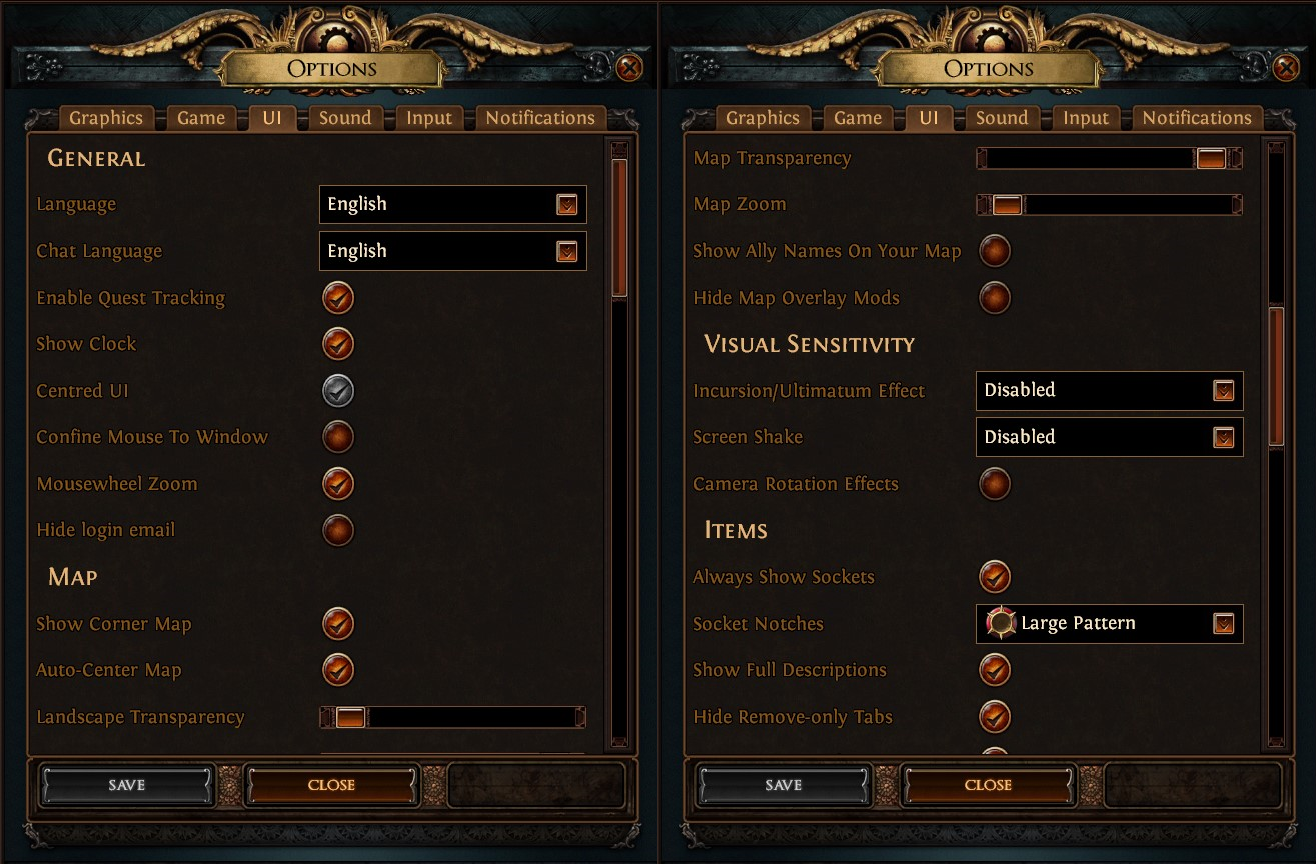 OPTIONS
Graphics Game UI Sound Input Notifications
GENERAL
Language English
Chat Language English
Enable Quest Tracking
Show Clock
Centred UI
Confine Mouse To Window
Mousewheel Zoom
Hide login email
MAP
Show Corner Map
Auto-Center Map
Landscape Transparency
SAVE CLOSE
OPTIONS
Graphics Game UI Sound Input Notifications
Map Transparency
Map Zoom
Show Ally Names On Your Map
Hide Map Overlay Mods
VISUAL SENSITIVITY
Incursion/Ultimatum Effect Disabled
Screen Shake Disabled
Camera Rotation Effects
ITEMS
Always Show Sockets
Socket Notches Large Pattern
Show Full Descriptions
Hide Remove-only Tabs
SAVE CLOSE